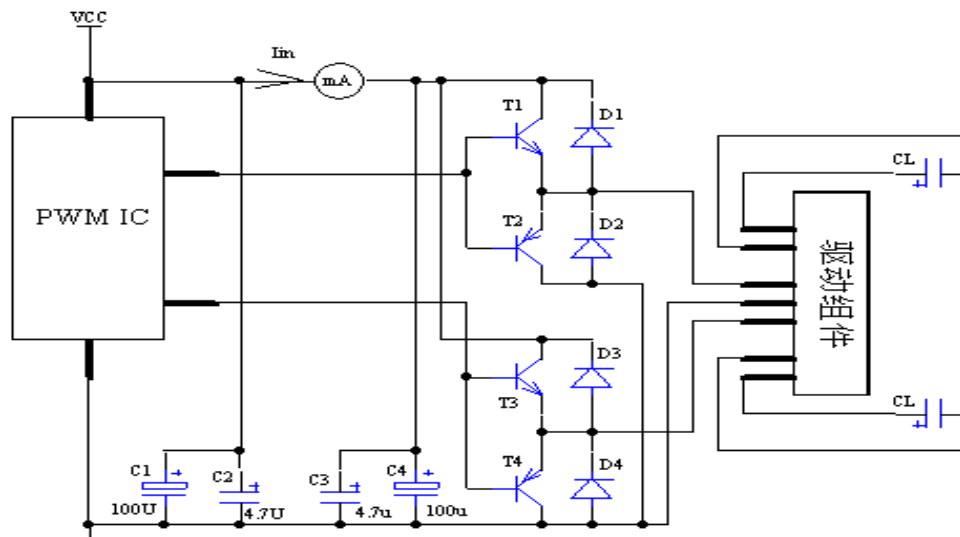 VCC
Iin
mA
T1
D1
CL
PWM IC
T2
D2
驱动组件
D3
T3
CL
T4
D4
C1
100U
C2
4.7U
C3
4.7u
C4
100u